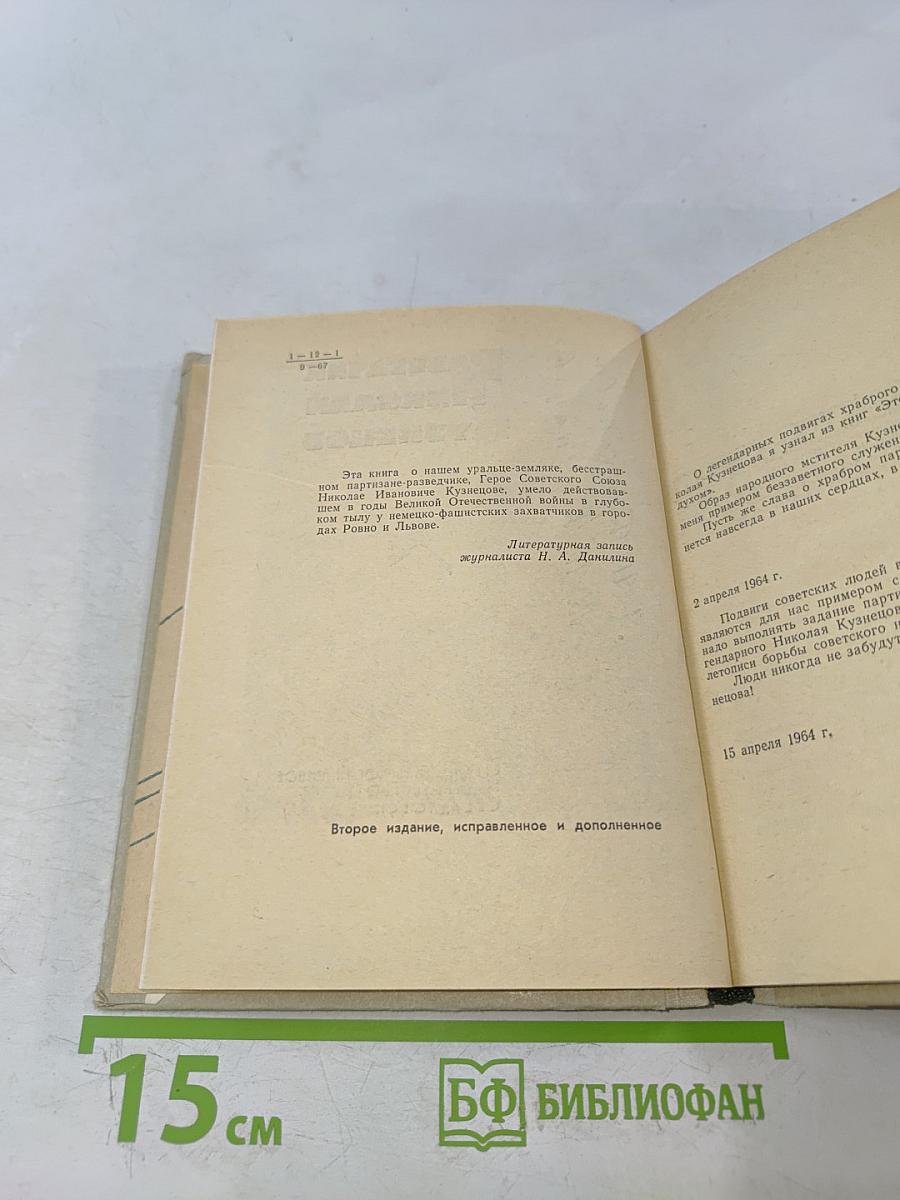 1—12—1
9—67
Эта книга о нашем уральце-земляке, бесстраш-
ном партизане-разведчике, Герое Советского Союза
Николае Ивановиче Кузнецове, умело действовав-
шем в годы Великой Отечественной войны в глубо-
ком тылу у немецко-фашистских захватчиков в горо-
дах Ровно и Львове.
Литературная запись
журналиста Н. А. Данилина
Второе издание, исправленное и дополненное
О легендарных подвигах храброго
колая Кузнецова я узнал из книг «Это
духом».
Образ народного мстителя Кузне
меня примером беззаветного служен
Пусть же слава о храбром пар
нется навсегда в наших сердцах, в
2 апреля 1964 г.
Подвиги советских людей в
являются для нас примером с
надо выполнять задание парти
гендарного Николая Кузнецов
летописи борьбы советского н
Люди никогда не забудут
нецова!
15 апреля 1964 г.
15 см
БФ БИБЛИОФАН